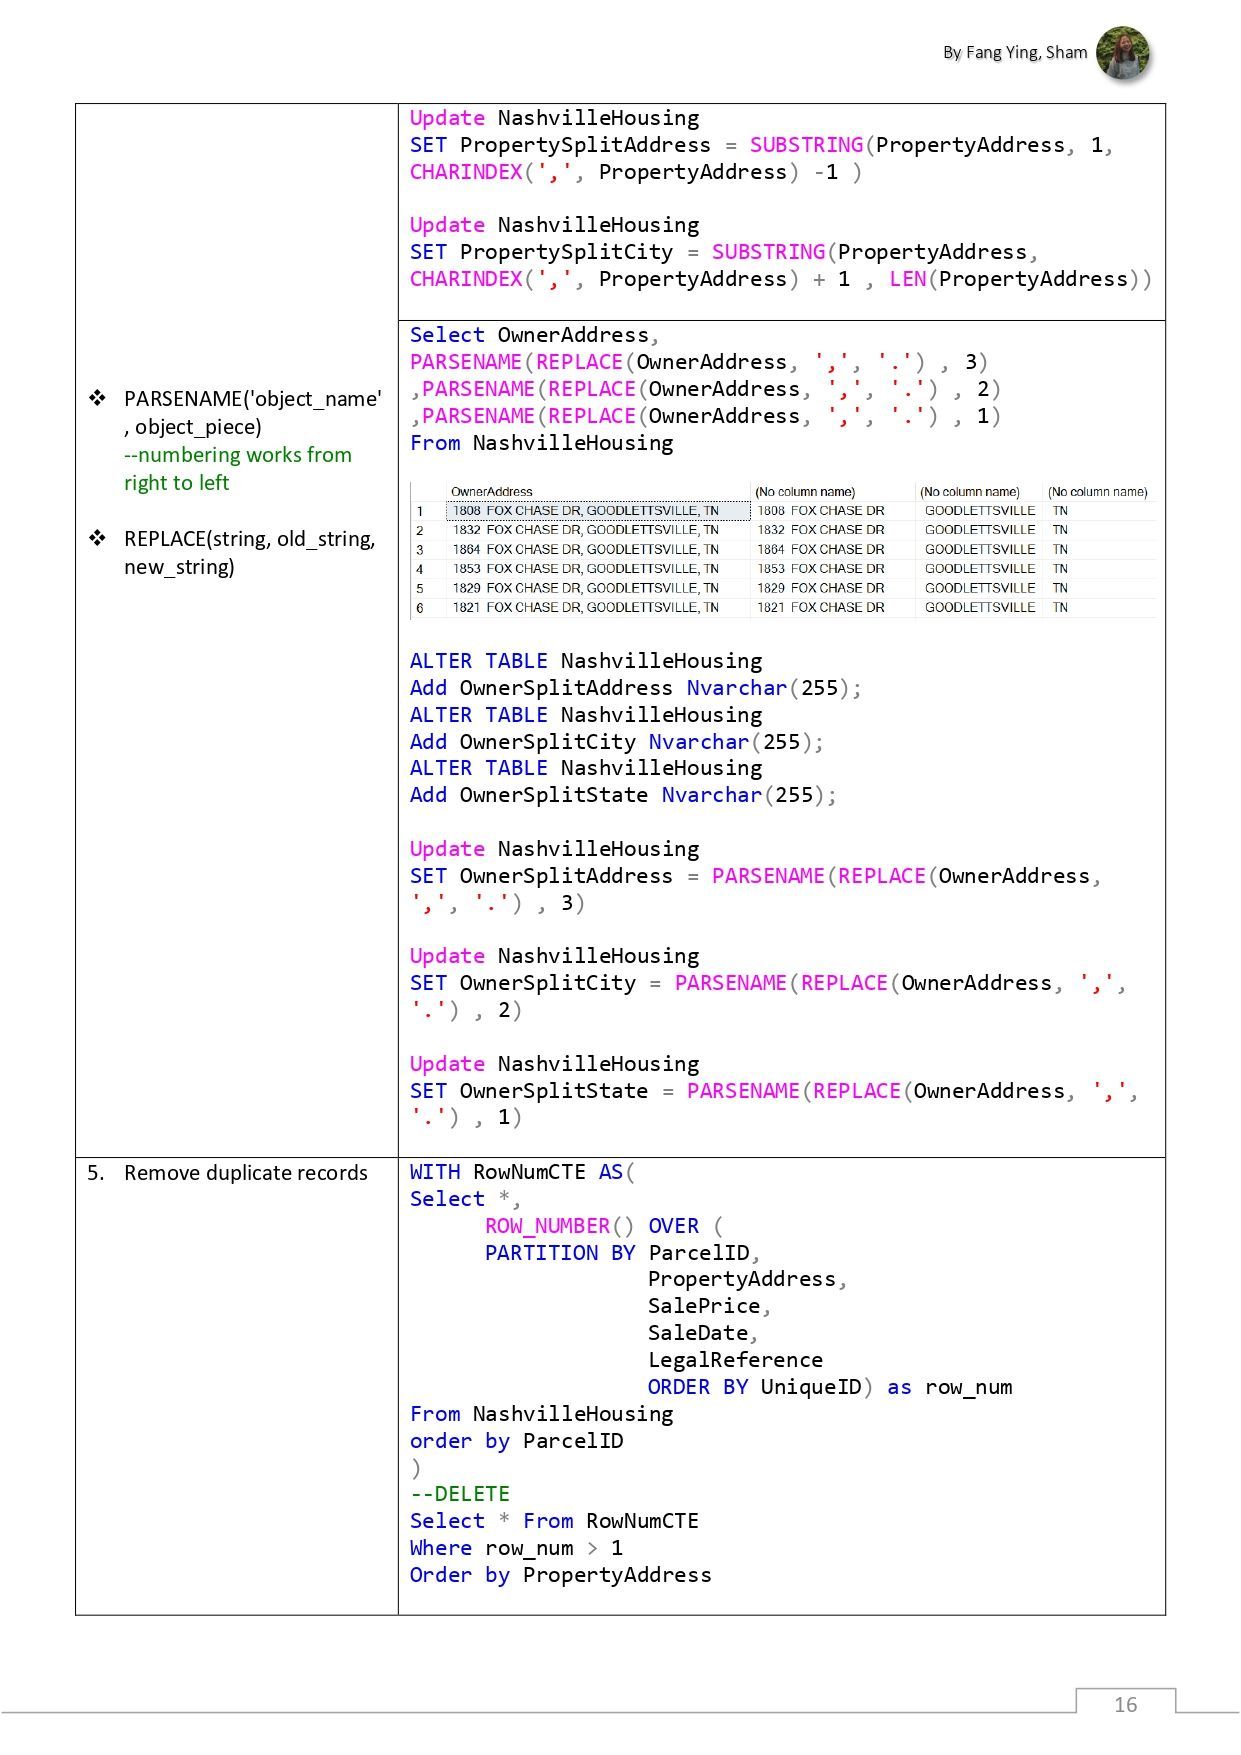 By Fang Ying, Sham
Update NashvilleHousing
SET PropertySplitAddress = SUBSTRING(PropertyAddress, 1,
CHARINDEX(',', PropertyAddress) -1 )
Update NashvilleHousing
SET PropertySplitCity = SUBSTRING(PropertyAddress,
CHARINDEX(',', PropertyAddress) + 1 , LEN(PropertyAddress))
❖ PARSENAME('object_name'
, object_piece)
--numbering works from
right to left
❖ REPLACE(string, old_string,
new_string)
Select OwnerAddress,
PARSENAME(REPLACE(OwnerAddress, ',', '.') , 3)
,PARSENAME(REPLACE(OwnerAddress, ',', '.') , 2)
,PARSENAME(REPLACE(OwnerAddress, ',', '.') , 1)
From NashvilleHousing
OwnerAddress (No column name) (No column name) (No column name)
1 1808 FOX CHASE DR, GOODLETTSVILLE, TN 1808 FOX CHASE DR GOODLETTSVILLE TN
2 1832 FOX CHASE DR, GOODLETTSVILLE, TN 1832 FOX CHASE DR GOODLETTSVILLE TN
3 1864 FOX CHASE DR, GOODLETTSVILLE, TN 1864 FOX CHASE DR GOODLETTSVILLE TN
4 1853 FOX CHASE DR, GOODLETTSVILLE, TN 1853 FOX CHASE DR GOODLETTSVILLE TN
5 1829 FOX CHASE DR, GOODLETTSVILLE, TN 1829 FOX CHASE DR GOODLETTSVILLE TN
6 1821 FOX CHASE DR, GOODLETTSVILLE, TN 1821 FOX CHASE DR GOODLETTSVILLE TN
ALTER TABLE NashvilleHousing
Add OwnerSplitAddress Nvarchar(255);
ALTER TABLE NashvilleHousing
Add OwnerSplitCity Nvarchar(255);
ALTER TABLE NashvilleHousing
Add OwnerSplitState Nvarchar(255);
Update NashvilleHousing
SET OwnerSplitAddress = PARSENAME(REPLACE(OwnerAddress,
',', '.') , 3)
Update NashvilleHousing
SET OwnerSplitCity = PARSENAME(REPLACE(OwnerAddress, ',',
'.') , 2)
Update NashvilleHousing
SET OwnerSplitState = PARSENAME(REPLACE(OwnerAddress, ',',
'.') , 1)
5. Remove duplicate records
WITH RowNumCTE AS(
Select *,
ROW_NUMBER() OVER (
PARTITION BY ParcelID,
PropertyAddress,
SalePrice,
SaleDate,
LegalReference
ORDER BY UniqueID) as row_num
From NashvilleHousing
order by ParcelID
)
--DELETE
Select * From RowNumCTE
Where row_num > 1
Order by PropertyAddress
16